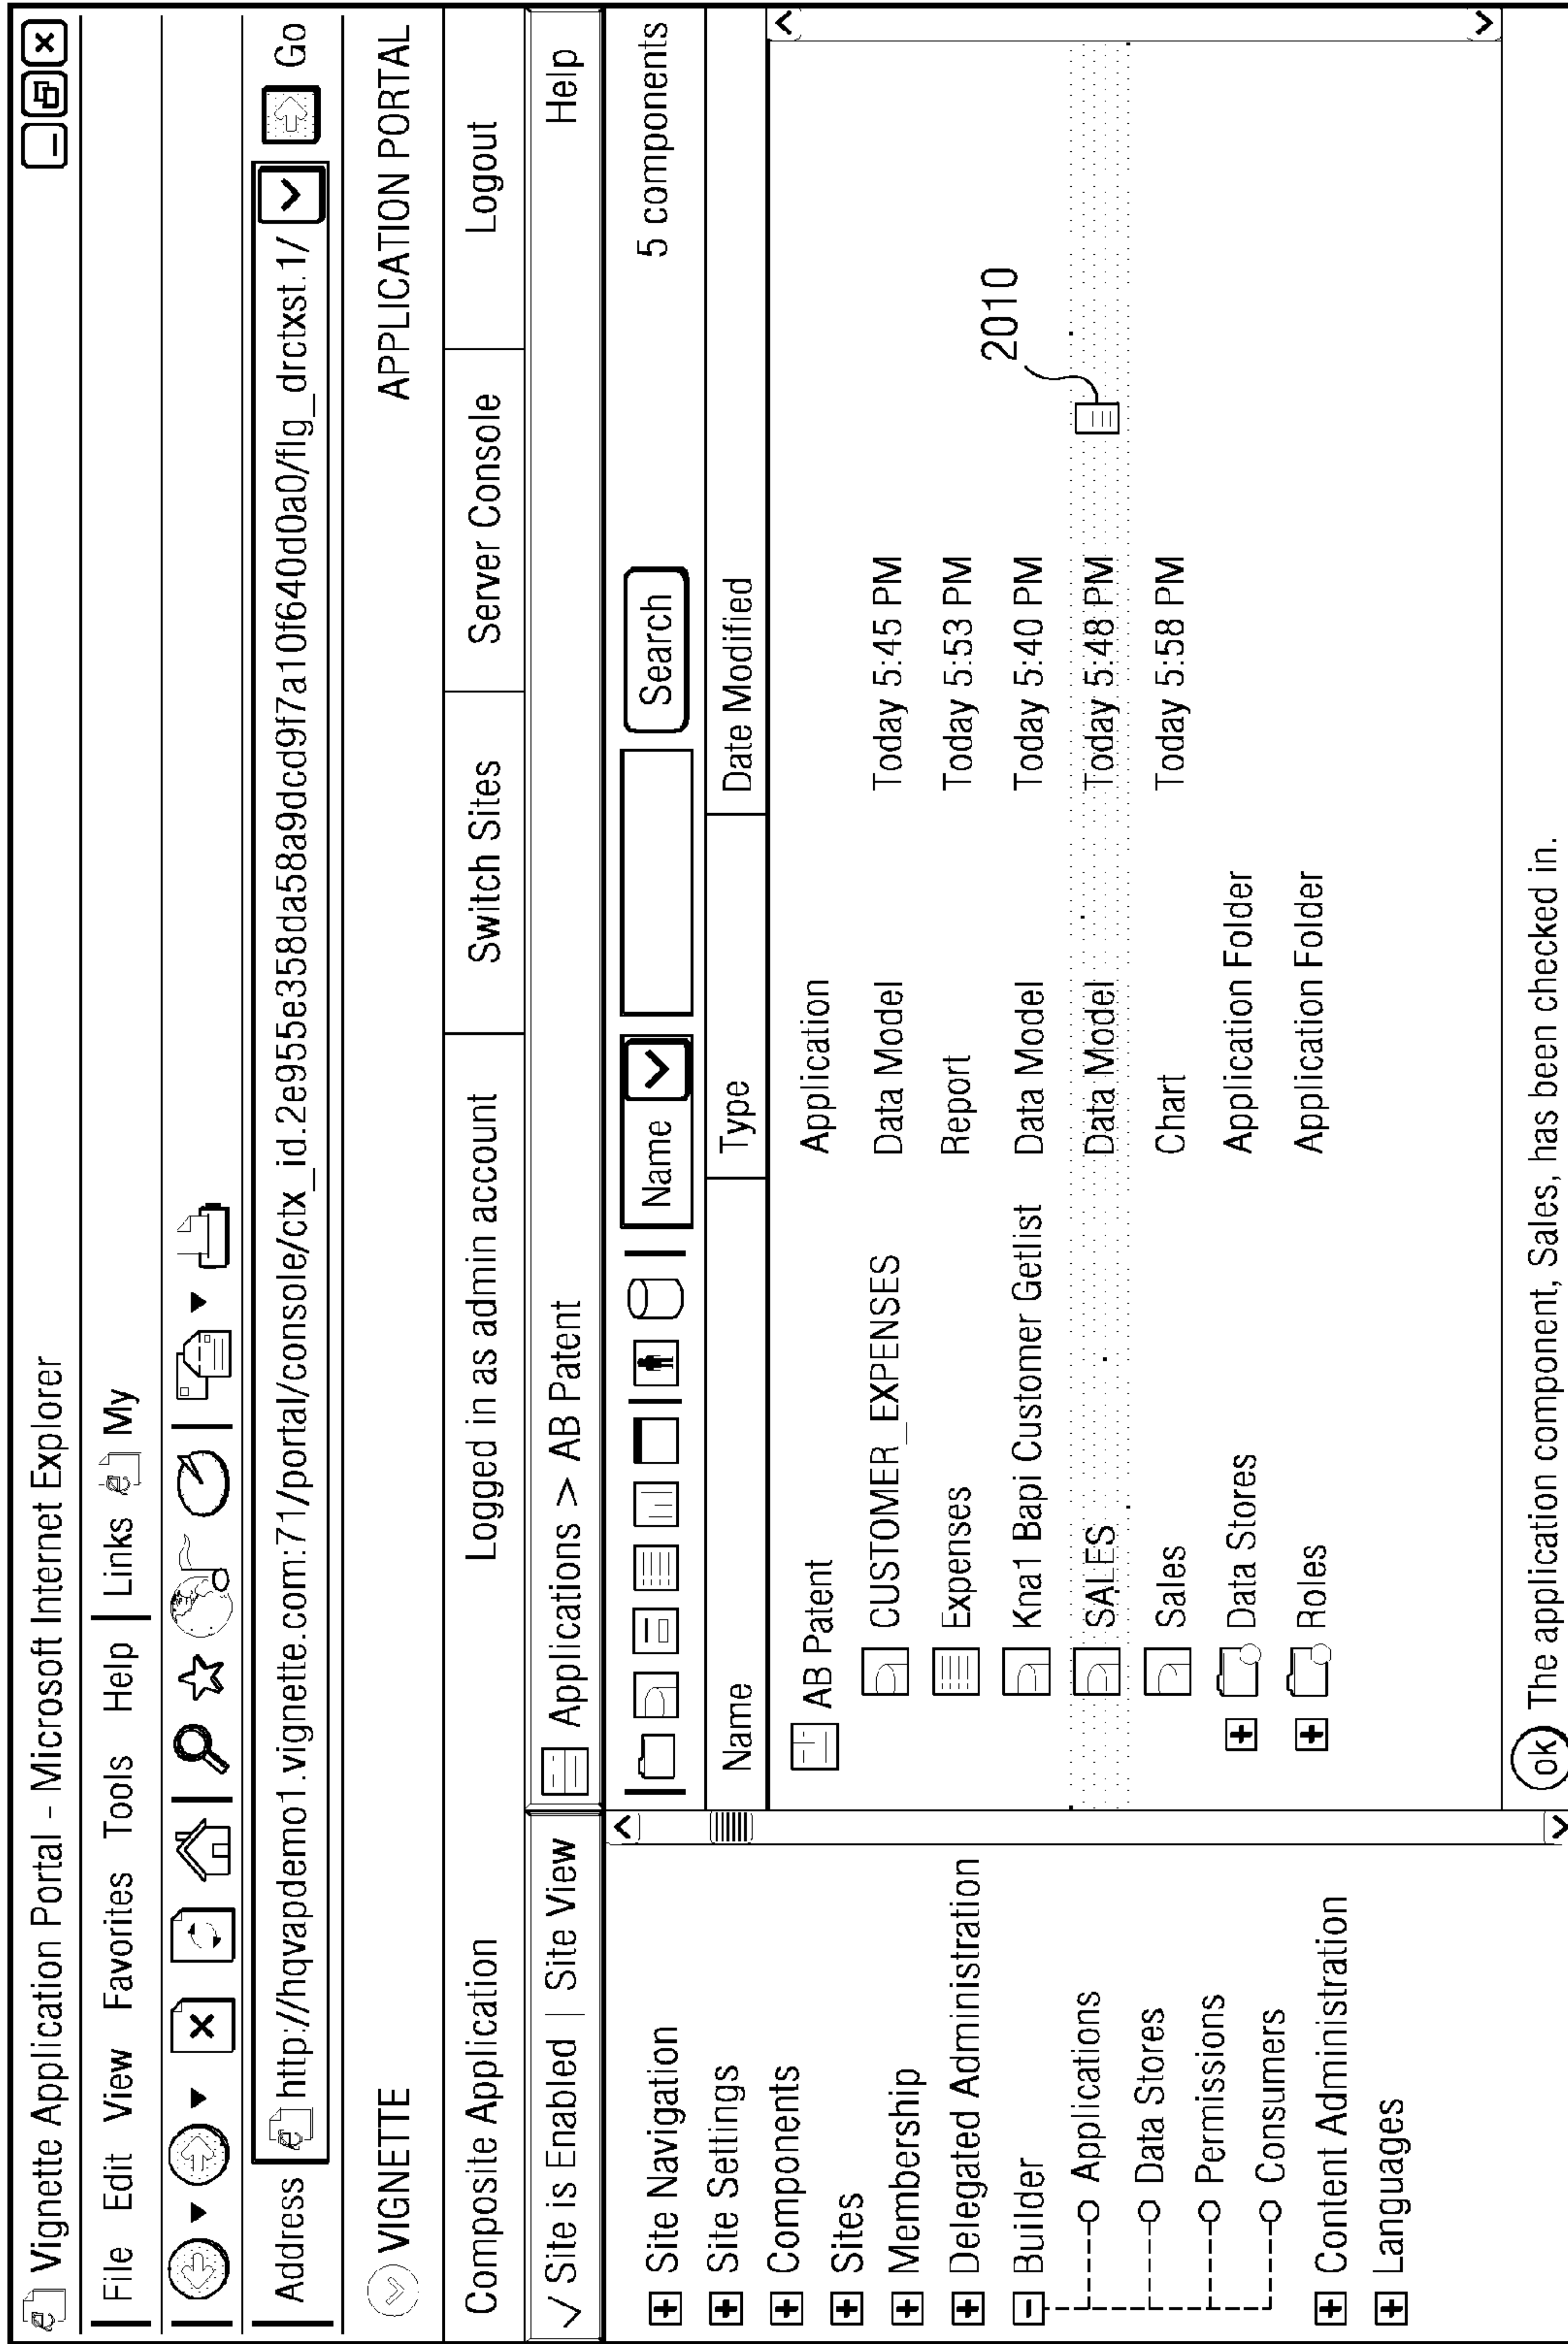 Vignette Application Portal - Microsoft Internet Explorer
File Edit View Favorites Tools Help Links My
Address http://hqvapdemo1.vignette.com:71/portal/console/ctx_id.2e955e358da58a9dcd9f7a10f640d0a0/flg_drctxst.1/ Go
VIGNETTE APPLICATION PORTAL
Composite Application Logged in as admin account Switch Sites Server Console Logout
Site is Enabled | Site View Applications > AB Patent Help
Name Search 5 components
Name Type Date Modified
Site Navigation
Site Settings
Components
Sites
Membership
Delegated Administration
Builder
Applications
Data Stores
Permissions
Consumers
Content Administration
Languages
AB Patent Application
CUSTOMER_EXPENSES Data Model Today 5:45 PM
Expenses Report Today 5:53 PM
Kna1 Bapi Customer Getlist Data Model Today 5:40 PM
SALES Data Model Today 5:48 PM
2010
Sales Chart Today 5:58 PM
Data Stores Application Folder
Roles Application Folder
ok The application component, Sales, has been checked in.